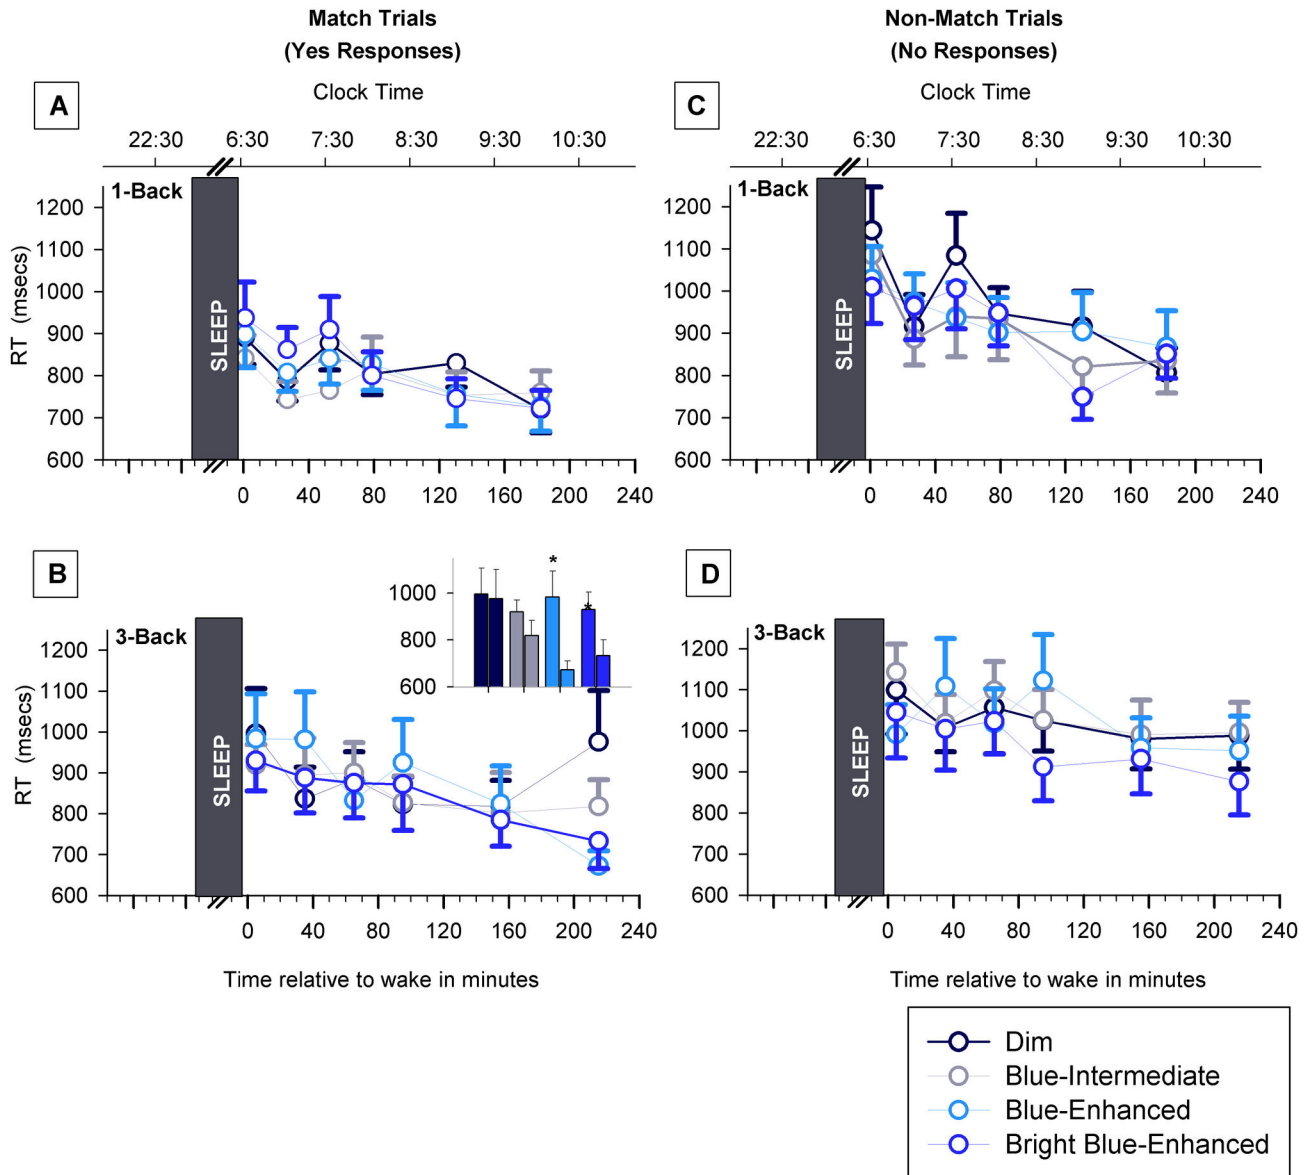 Match Trials
(Yes Responses)
Non-Match Trials
(No Responses)
A
Clock Time
22:30 6:30 7:30 8:30 9:30 10:30
1-Back
1200
1100
1000
900
800
700
600
RT (msecs)
SLEEP
0 40 80 120 160 200 240
C
Clock Time
22:30 6:30 7:30 8:30 9:30 10:30
1-Back
1200
1100
1000
900
800
700
600
SLEEP
0 40 80 120 160 200 240
B
3-Back
1200
1100
1000
900
800
700
600
RT (msecs)
SLEEP
1000
800
600
*
*
0 40 80 120 160 200 240
Time relative to wake in minutes
D
3-Back
1200
1100
1000
900
800
700
600
SLEEP
0 40 80 120 160 200 240
Time relative to wake in minutes
Dim
Blue-Intermediate
Blue-Enhanced
Bright Blue-Enhanced